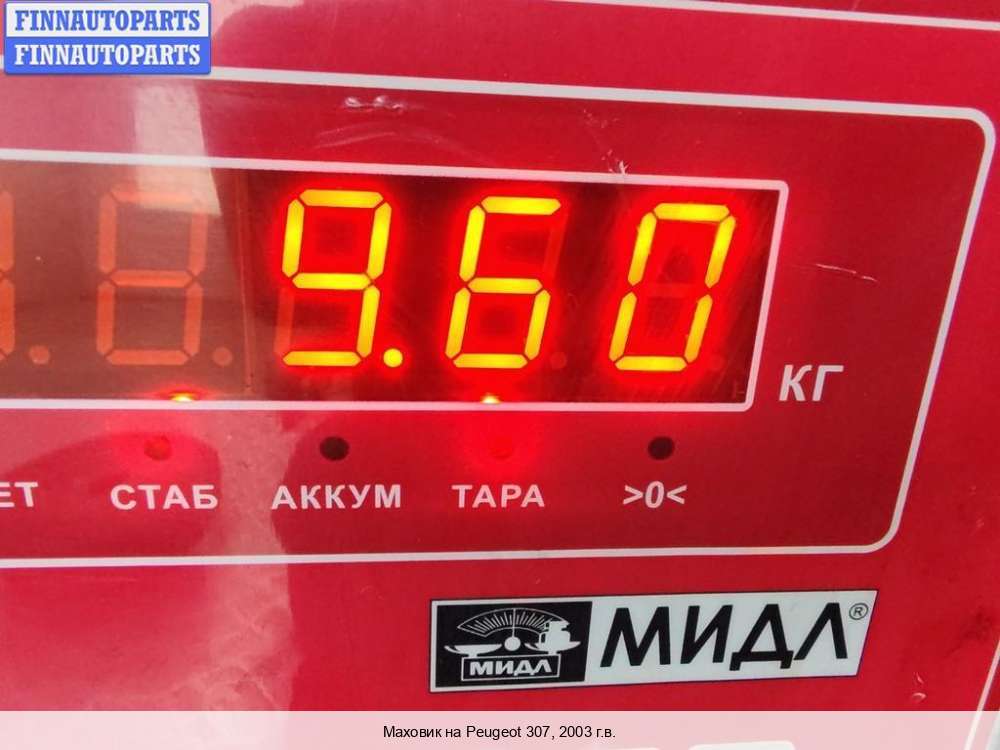 FINNAUTOPARTS
FINNAUTOPARTS
9.60
КГ
СТАБ АККУМ ТАРА >0<
МИДЛ МИДЛ®
Маховик на Peugeot 307, 2003 г.в.